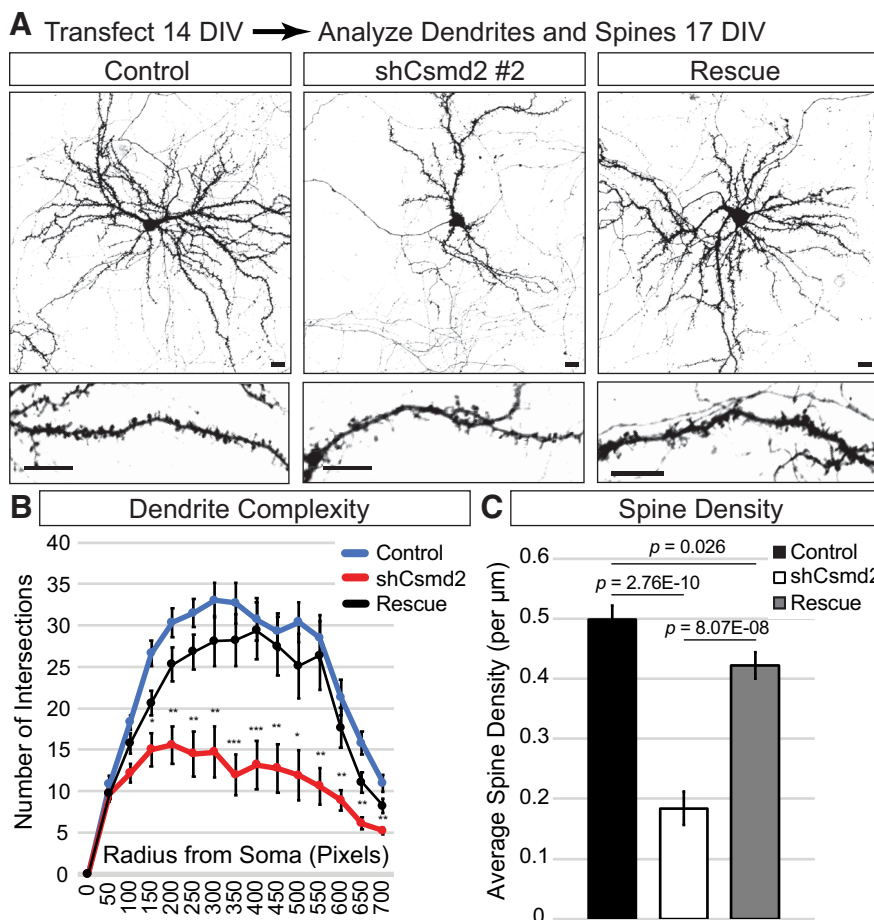 A Transfect 14 DIV → Analyze Dendrites and Spines 17 DIV
Control
shCsmd2 #2
Rescue
B Dendrite Complexity
Number of Intersections
40
35
30
25
20
15
10
5
0
Control
shCsmd2
Rescue
* ** ** ** *** *** ** * ** ** ** **
Radius from Soma (Pixels)
0 50 100 150 200 250 300 350 400 450 500 550 600 650 700
C Spine Density
Average Spine Density (per μm)
0.6
0.5
0.4
0.3
0.2
0.1
0
p = 0.026
p = 2.76E-10
p = 8.07E-08
Control
shCsmd2
Rescue